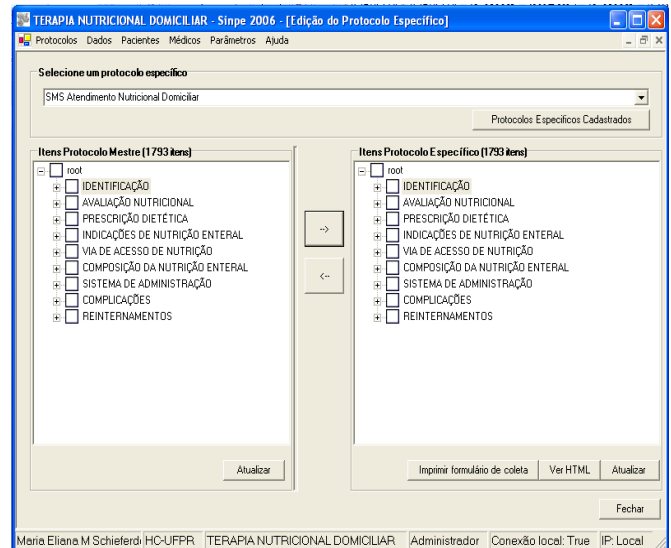 TERAPIA NUTRICIONAL DOMICILIAR - Sinpe 2006 - [Edição do Protocolo Específico]
Protocolos Dados Pacientes Médicos Parâmetros Ajuda
Selecione um protocolo específico
SMS Atendimento Nutricional Domiciliar
Protocolos Especificos Cadastrados
Itens Protocolo Mestre (1793 itens)
root
IDENTIFICAÇÃO
AVALIAÇÃO NUTRICIONAL
PRESCRIÇÃO DIETÉTICA
INDICAÇÕES DE NUTRIÇÃO ENTERAL
VIA DE ACESSO DE NUTRIÇÃO
COMPOSIÇÃO DA NUTRIÇÃO ENTERAL
SISTEMA DE ADMINISTRAÇÃO
COMPLICAÇÕES
REINTERNAMENTOS
Atualizar
-->
<--
Itens Protocolo Específico (1793 itens)
root
IDENTIFICAÇÃO
AVALIAÇÃO NUTRICIONAL
PRESCRIÇÃO DIETÉTICA
INDICAÇÕES DE NUTRIÇÃO ENTERAL
VIA DE ACESSO DE NUTRIÇÃO
COMPOSIÇÃO DA NUTRIÇÃO ENTERAL
SISTEMA DE ADMINISTRAÇÃO
COMPLICAÇÕES
REINTERNAMENTOS
Imprimir formulário de coleta Ver HTML Atualizar
Fechar
Maria Eliana M Schieferd HC-UFPR TERAPIA NUTRICIONAL DOMICILIAR Administrador Conexão local: True IP: Local